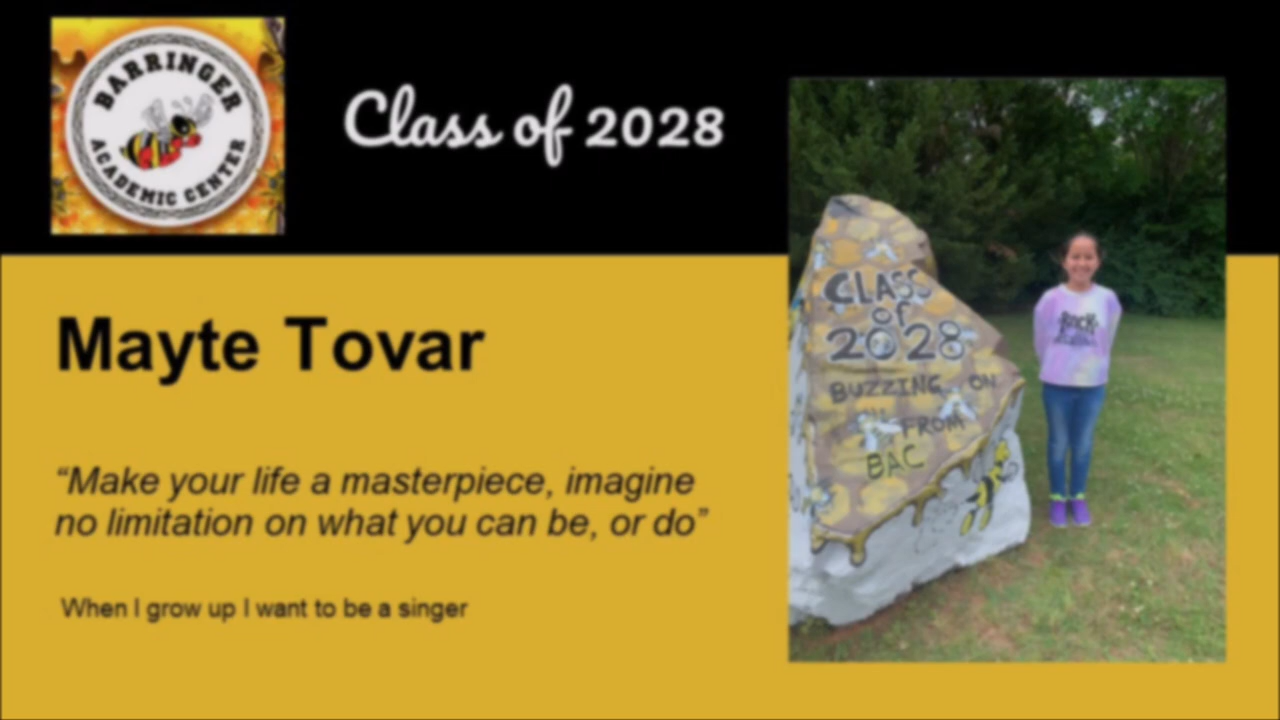 BARRINGER
ACADEMIC CENTER
Class of 2028
Mayte Tovar
“Make your life a masterpiece, imagine
no limitation on what you can be, or do”
When I grow up I want to be a singer
CLASS
OF
2028
BUZZING ON
FROM
BAC
ROCK